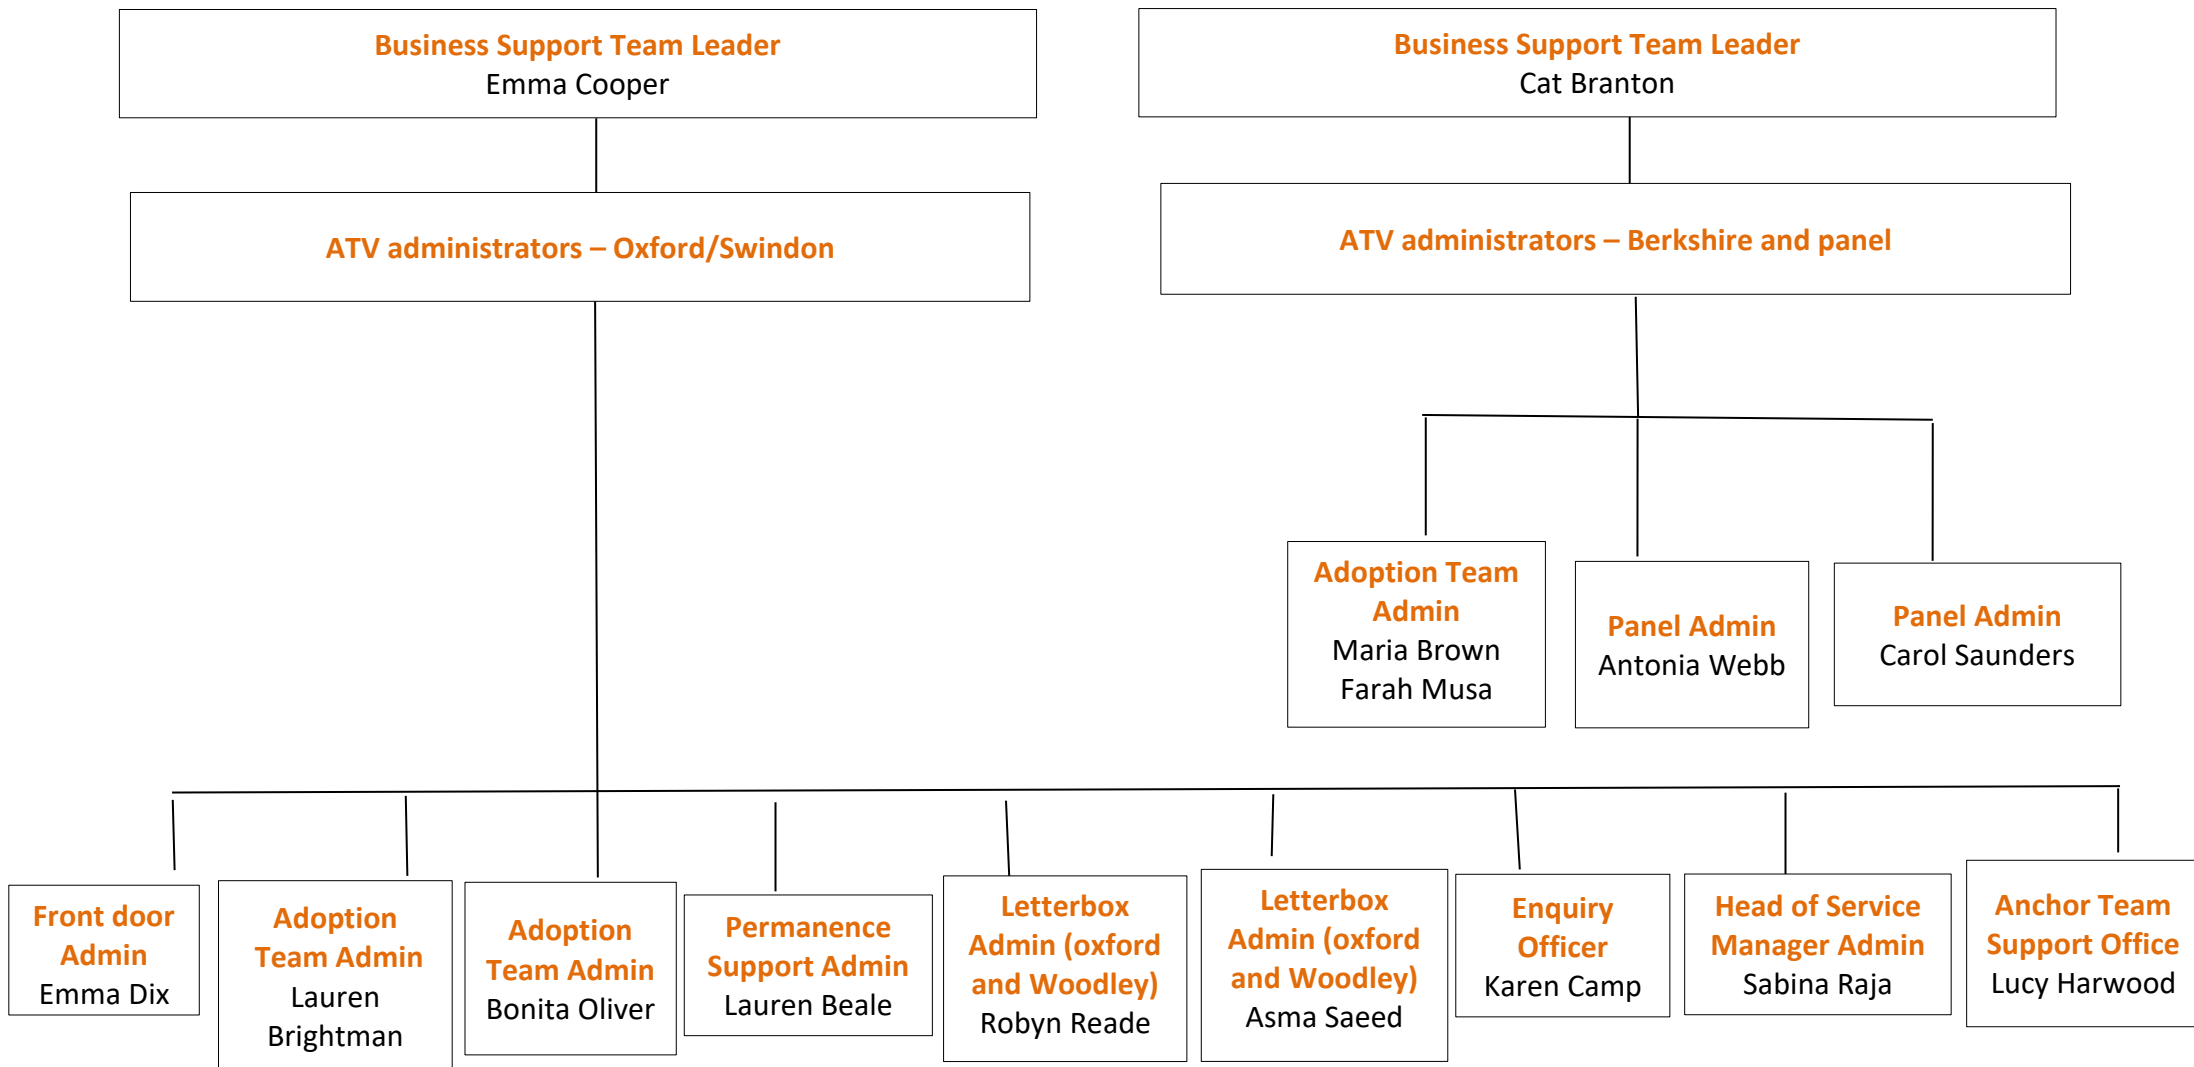 Business Support Team Leader
Emma Cooper
Business Support Team Leader
Cat Branton
ATV administrators – Oxford/Swindon
ATV administrators – Berkshire and panel
Adoption Team
Admin
Maria Brown
Farah Musa
Panel Admin
Antonia Webb
Panel Admin
Carol Saunders
Front door
Admin
Emma Dix
Adoption
Team Admin
Lauren
Brightman
Adoption
Team Admin
Bonita Oliver
Permanence
Support Admin
Lauren Beale
Letterbox
Admin (oxford
and Woodley)
Robyn Reade
Letterbox
Admin (oxford
and Woodley)
Asma Saeed
Enquiry
Officer
Karen Camp
Head of Service
Manager Admin
Sabina Raja
Anchor Team
Support Office
Lucy Harwood